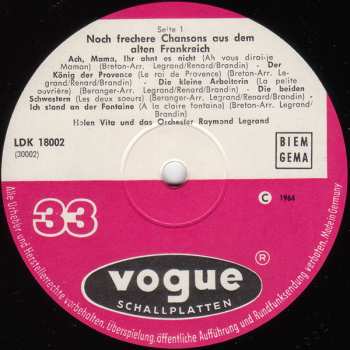 Seite 1
Noch frechere Chansons aus dem
alten Frankreich
Ach, Mama, Ihr ahnt es nicht (Ah vous dirai-je
Maman) (Breton-Arr. Legrand/Renard/Brandin) - Der
König der Provence (Le roi de Provence) (Breton-Arr.
Legrand/Renard/Brandin) - Die kleine Arbeiterin (La petite
ouvrière) (Beranger-Arr. Legrand/Renard/Brandin) - Die beiden
Schwestern (Les deux soeurs) (Beranger-Arr. Legrand/Renard/Brandin) -
Ich stand an der Fontaine (A la claire fontaine) (Breton-Arr. Legrand/
Brandin)
Helen Vita und das Orchester Raymond Legrand
LDK 18002
(30002)
BIEM
GEMA
33
© 1964
vogue ®
SCHALLPLATTEN
Alle Urheber- und Herstellerrechte vorbehalten. Überspielung, öffentliche Aufführung und Rundfunksendung verboten. Made in Germany